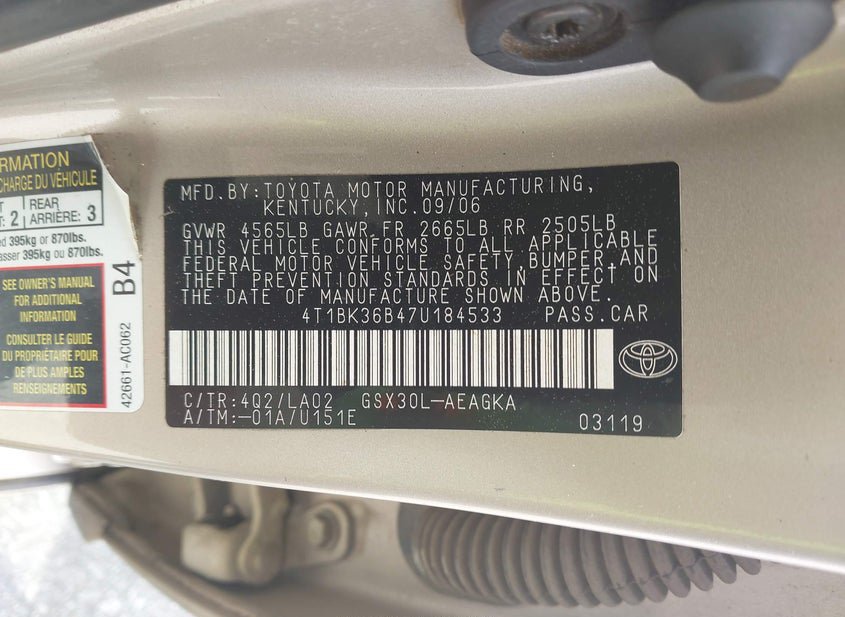 RMATION
CHARGE DU VÉHICULE
2
REAR
ARRIÈRE: 3
395kg or 870lbs.
asser 395kg ou 870lbs.
SEE OWNER'S MANUAL
FOR ADDITIONAL
INFORMATION
CONSULTER LE GUIDE
DU PROPRIÉTAIRE POUR
DE PLUS AMPLES
RENSEIGNEMENTS
B4
42661-AC062
MFD.BY:TOYOTA MOTOR MANUFACTURING,
KENTUCKY,INC.09/06
GVWR 4565LB GAWR FR 2665LB RR 2505LB
THIS VEHICLE CONFORMS TO ALL APPLICABLE
FEDERAL MOTOR VEHICLE SAFETY,BUMPER,AND
THEFT PREVENTION STANDARDS IN EFFECT ON
THE DATE OF MANUFACTURE SHOWN ABOVE.
4T1BK36B47U184533 PASS.CAR
C/TR:4Q2/LA02 GSX30L-AEAGKA
A/TM:-01A/U151E 03119